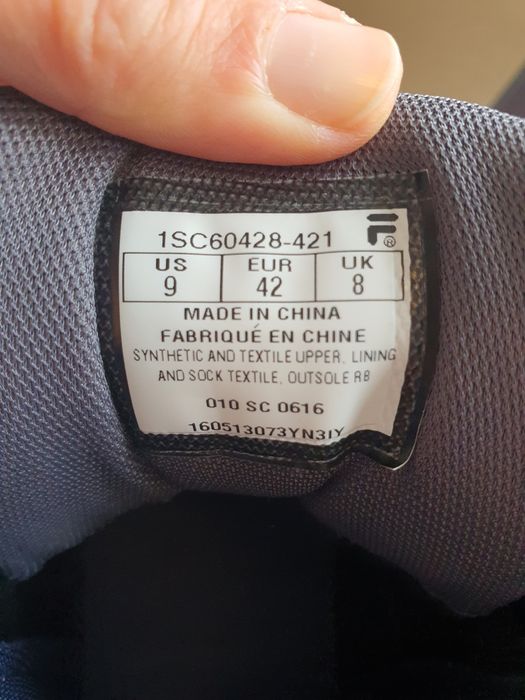 1SC60428-421
F®
US EUR UK
9 42 8
MADE IN CHINA
FABRIQUÉ EN CHINE
SYNTHETIC AND TEXTILE UPPER, LINING
AND SOCK TEXTILE, OUTSOLE RB
010 SC 0616
160513073YN3IY